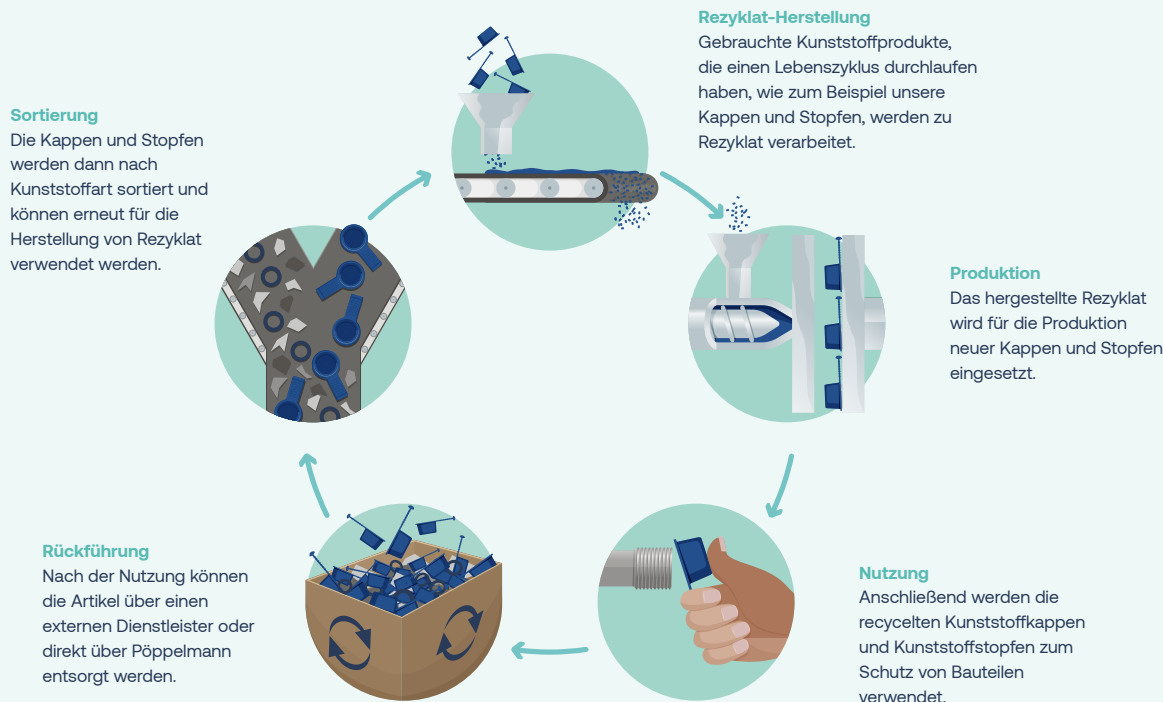 Rezyklat-Herstellung
Gebrauchte Kunststoffprodukte,
die einen Lebenszyklus durchlaufen
haben, wie zum Beispiel unsere
Kappen und Stopfen, werden zu
Rezyklat verarbeitet.
Produktion
Das hergestellte Rezyklat
wird für die Produktion
neuer Kappen und Stopfen
eingesetzt.
Nutzung
Anschließend werden die
recycelten Kunststoffkappen
und Kunststoffstopfen zum
Schutz von Bauteilen
verwendet.
Rückführung
Nach der Nutzung können
die Artikel über einen
externen Dienstleister oder
direkt über Pöppelmann
entsorgt werden.
Sortierung
Die Kappen und Stopfen
werden dann nach
Kunststoffart sortiert und
können erneut für die
Herstellung von Rezyklat
verwendet werden.